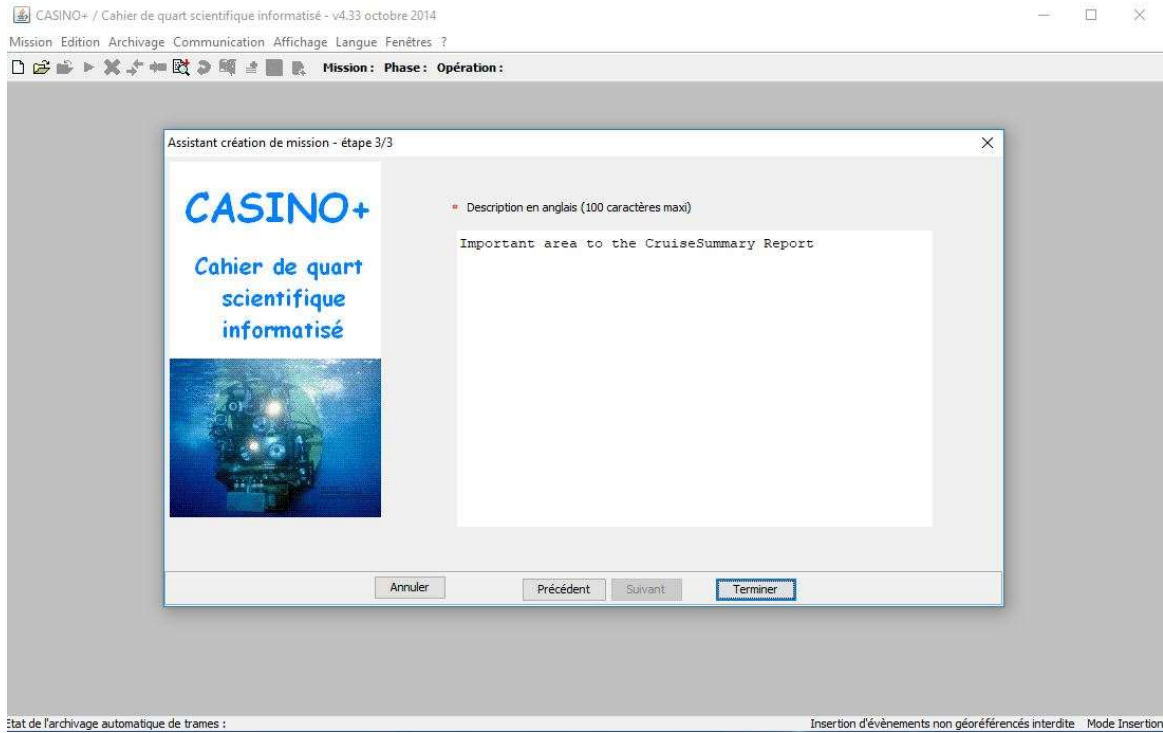 CASINO+ / Cahier de quart scientifique informatisé - v4.33 octobre 2014
Mission Edition Archivage Communication Affichage Langue Fenêtres ?
Mission : Phase : Opération :
Assistant création de mission - étape 3/3
CASINO+
Cahier de quart
scientifique
informatisé
Description en anglais (100 caractères maxi)
Important area to the CruiseSummary Report
Annuler Précédent Suivant Terminer
Etat de l'archivage automatique de trames : Insertion d'évènements non géoréférencés interdite Mode Insertion